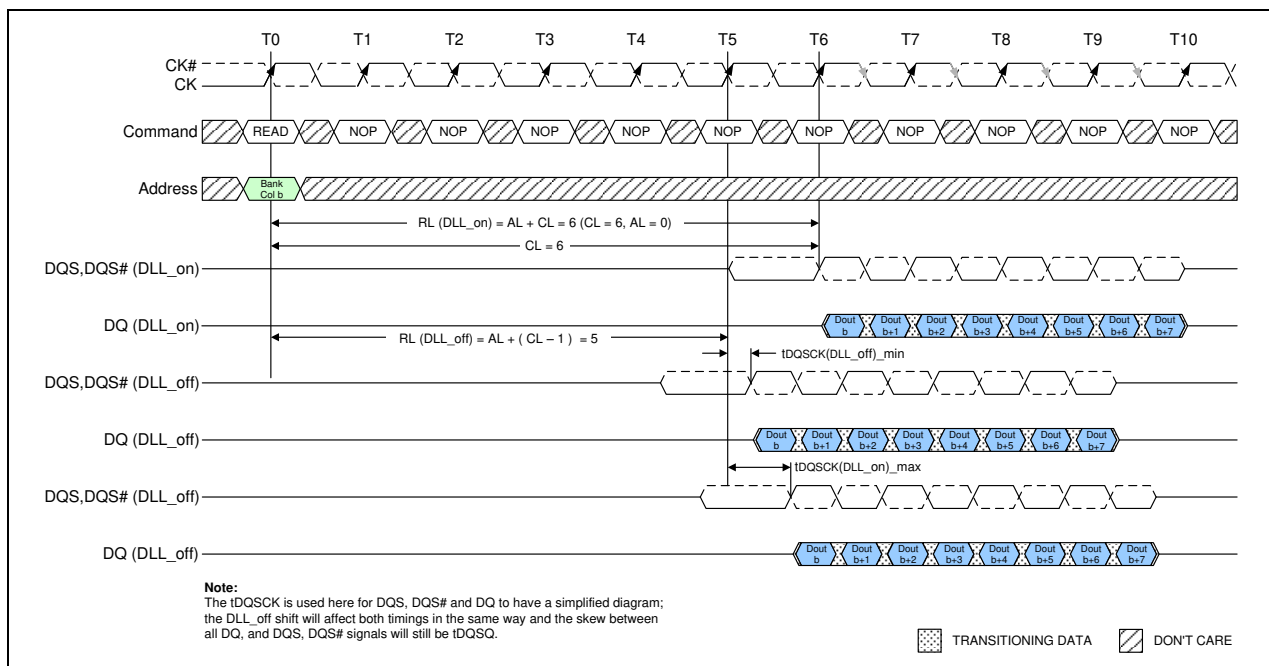 T0 T1 T2 T3 T4 T5 T6 T7 T8 T9 T10
CK#
CK
Command READ NOP NOP NOP NOP NOP NOP NOP NOP NOP NOP
Address Bank
Col b
RL (DLL_on) = AL + CL = 6 (CL = 6, AL = 0)
CL = 6
DQS,DQS# (DLL_on)
DQ (DLL_on) Dout b Dout b+1 Dout b+2 Dout b+3 Dout b+4 Dout b+5 Dout b+6 Dout b+7
RL (DLL_off) = AL + ( CL – 1 ) = 5
tDQSCK(DLL_off)_min
DQS,DQS# (DLL_off)
DQ (DLL_off) Dout b Dout b+1 Dout b+2 Dout b+3 Dout b+4 Dout b+5 Dout b+6 Dout b+7
tDQSCK(DLL_on)_max
DQS,DQS# (DLL_off)
DQ (DLL_off) Dout b Dout b+1 Dout b+2 Dout b+3 Dout b+4 Dout b+5 Dout b+6 Dout b+7
Note:
The tDQSCK is used here for DQS, DQS# and DQ to have a simplified diagram;
the DLL_off shift will affect both timings in the same way and the skew between
all DQ, and DQS, DQS# signals will still be tDQSQ.
TRANSITIONING DATA DON'T CARE